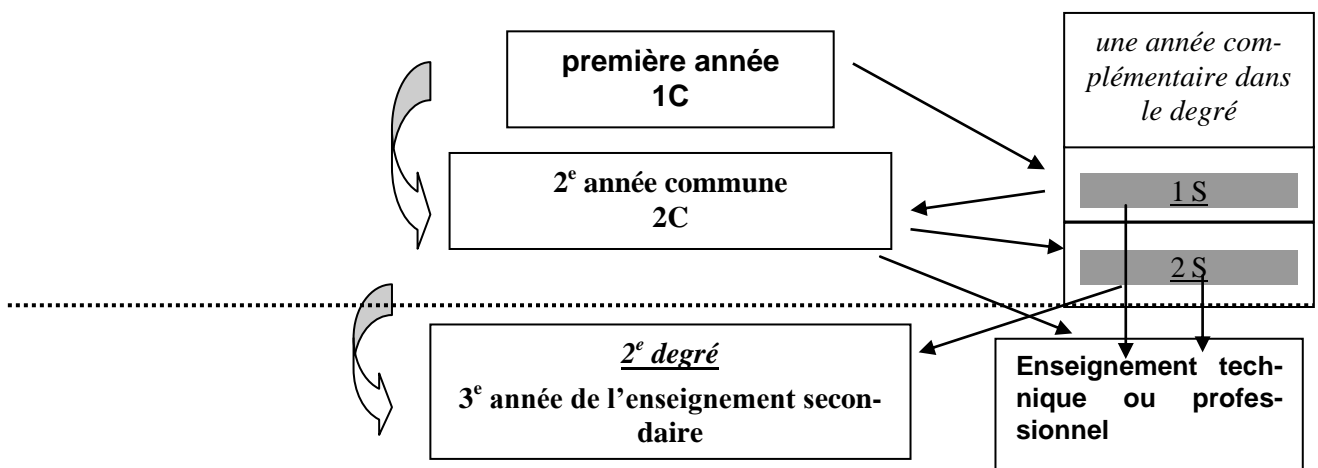 première année
1C
une année com-
plémentaire dans
le degré
2e année commune
2C
1 S
2 S
2e degré
3e année de l’enseignement secon-
daire
Enseignement tech-
nique ou profes-
sionnel